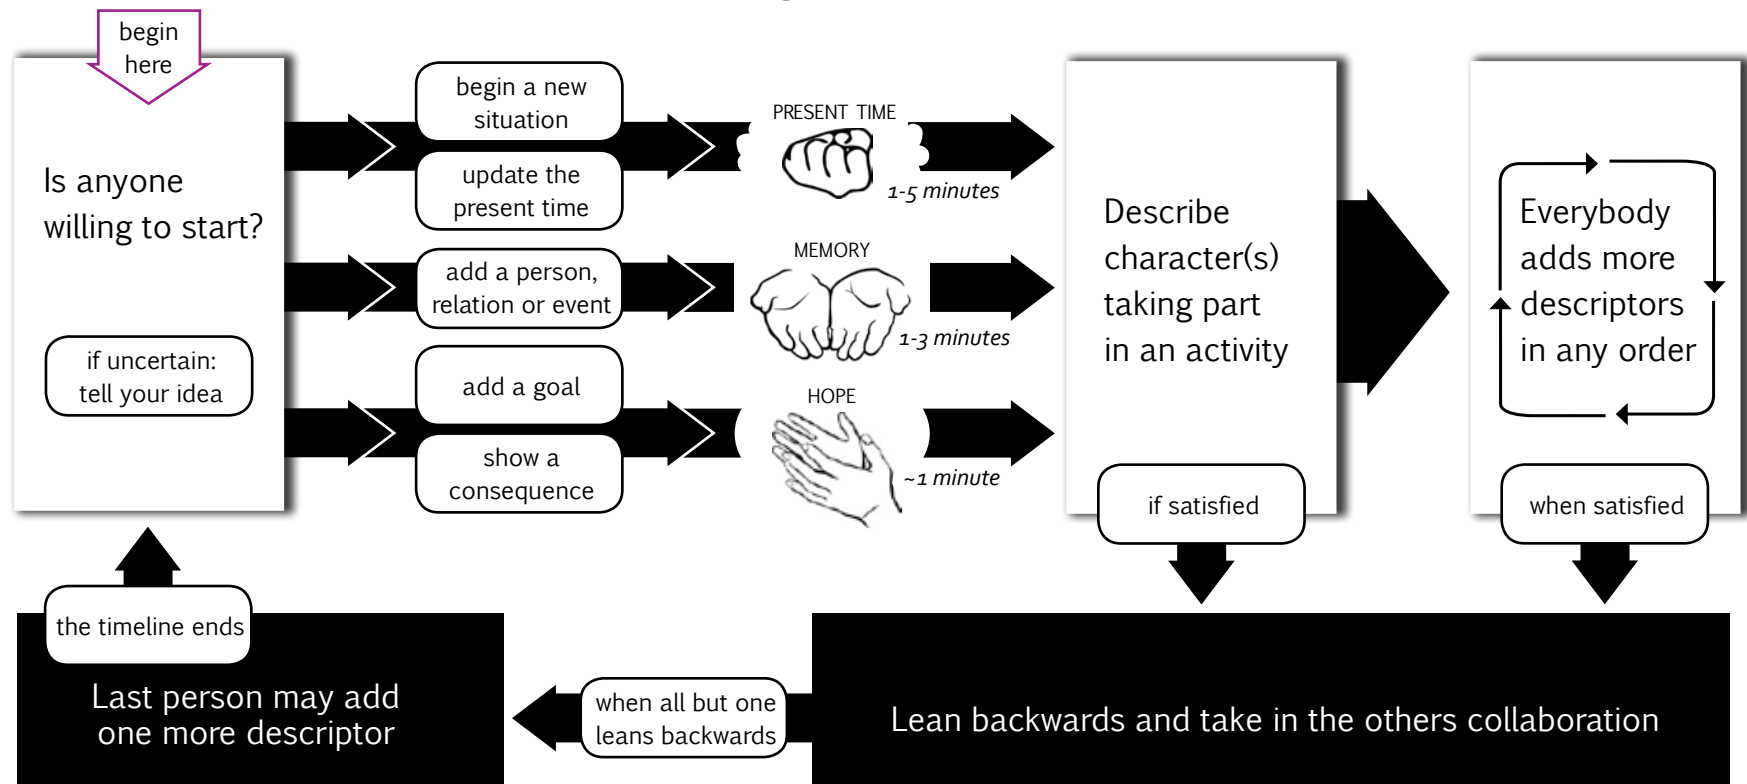 begin
here
Is anyone
willing to start?
if uncertain:
tell your idea
begin a new
situation
update the
present time
add a person,
relation or event
add a goal
show a
consequence
PRESENT TIME
1-5 minutes
MEMORY
1-3 minutes
HOPE
~1 minute
Describe
character(s)
taking part
in an activity
if satisfied
Everybody
adds more
descriptors
in any order
when satisfied
Lean backwards and take in the others collaboration
when all but one
leans backwards
Last person may add
one more descriptor
the timeline ends